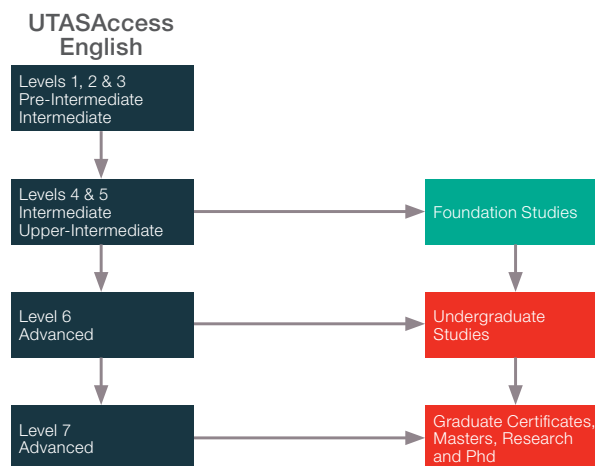 UTASAccess
English
Levels 1, 2 & 3
Pre-Intermediate
Intermediate
Levels 4 & 5
Intermediate
Upper-Intermediate
Foundation Studies
Level 6
Advanced
Undergraduate
Studies
Level 7
Advanced
Graduate Certificates,
Masters, Research
and Phd